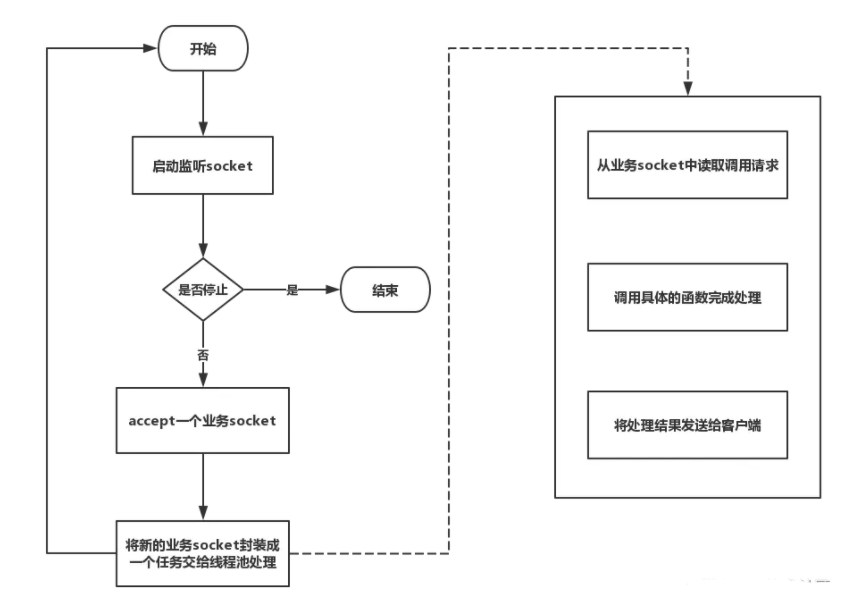 开始
启动监听socket
是否停止
是
结束
否
accept一个业务socket
将新的业务socket封装成
一个任务交给线程池处理
从业务socket中读取调用请求
调用具体的函数完成处理
将处理结果发送给客户端